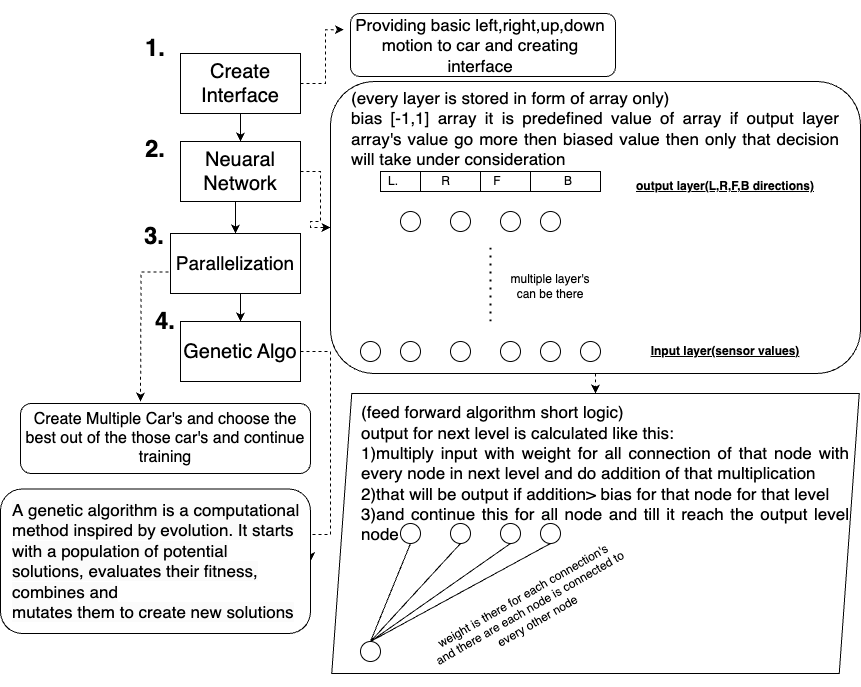 1.
Create
Interface
Providing basic left,right,up,down
motion to car and creating
interface
2.
Neuaral
Network
(every layer is stored in form of array only)
bias [-1,1] array it is predefined value of array if output layer
array's value go more then biased value then only that decision
will take under consideration
L.
R
F
B
output layer(L,R,F,B directions)
multiple layer's
can be there
Input layer(sensor values)
3.
Parallelization
4.
Genetic Algo
Create Multiple Car's and choose the
best out of the those car's and continue
training
A genetic algorithm is a computational
method inspired by evolution. It starts
with a population of potential
solutions, evaluates their fitness,
combines and
mutates them to create new solutions
(feed forward algorithm short logic)
output for next level is calculated like this:
1)multiply input with weight for all connection of that node with
every node in next level and do addition of that multiplication
2)that will be output if addition> bias for that node for that level
3)and continue this for all node and till it reach the output level
node
weight is there for each connection's
and there are each node is connected to
every other node